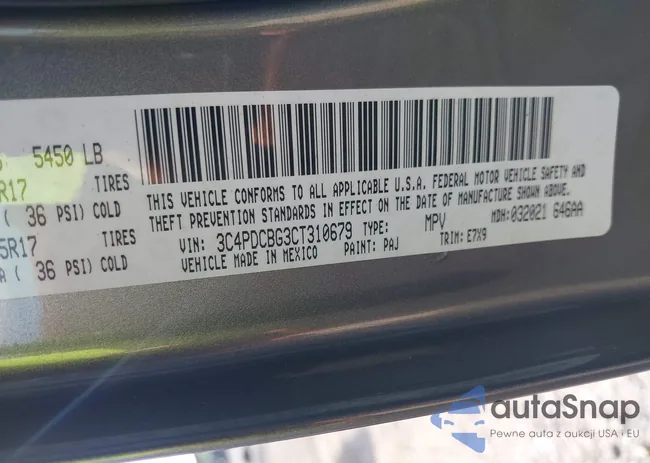 5450 LB
R17 TIRES
( 36 PSI) COLD
5R17 TIRES
( 36 PSI) COLD
THIS VEHICLE CONFORMS TO ALL APPLICABLE U.S.A. FEDERAL MOTOR VEHICLE SAFETY AND
THEFT PREVENTION STANDARDS IN EFFECT ON THE DATE OF MANUFACTURE SHOWN ABOVE.
VIN: 3C4PDCBG3CT310679 TYPE: MPV MDH:032021 646AA
VEHICLE MADE IN MEXICO PAINT: PAJ TRIM: E7X9
autaSnap
Pewne auta z aukcji USA i EU